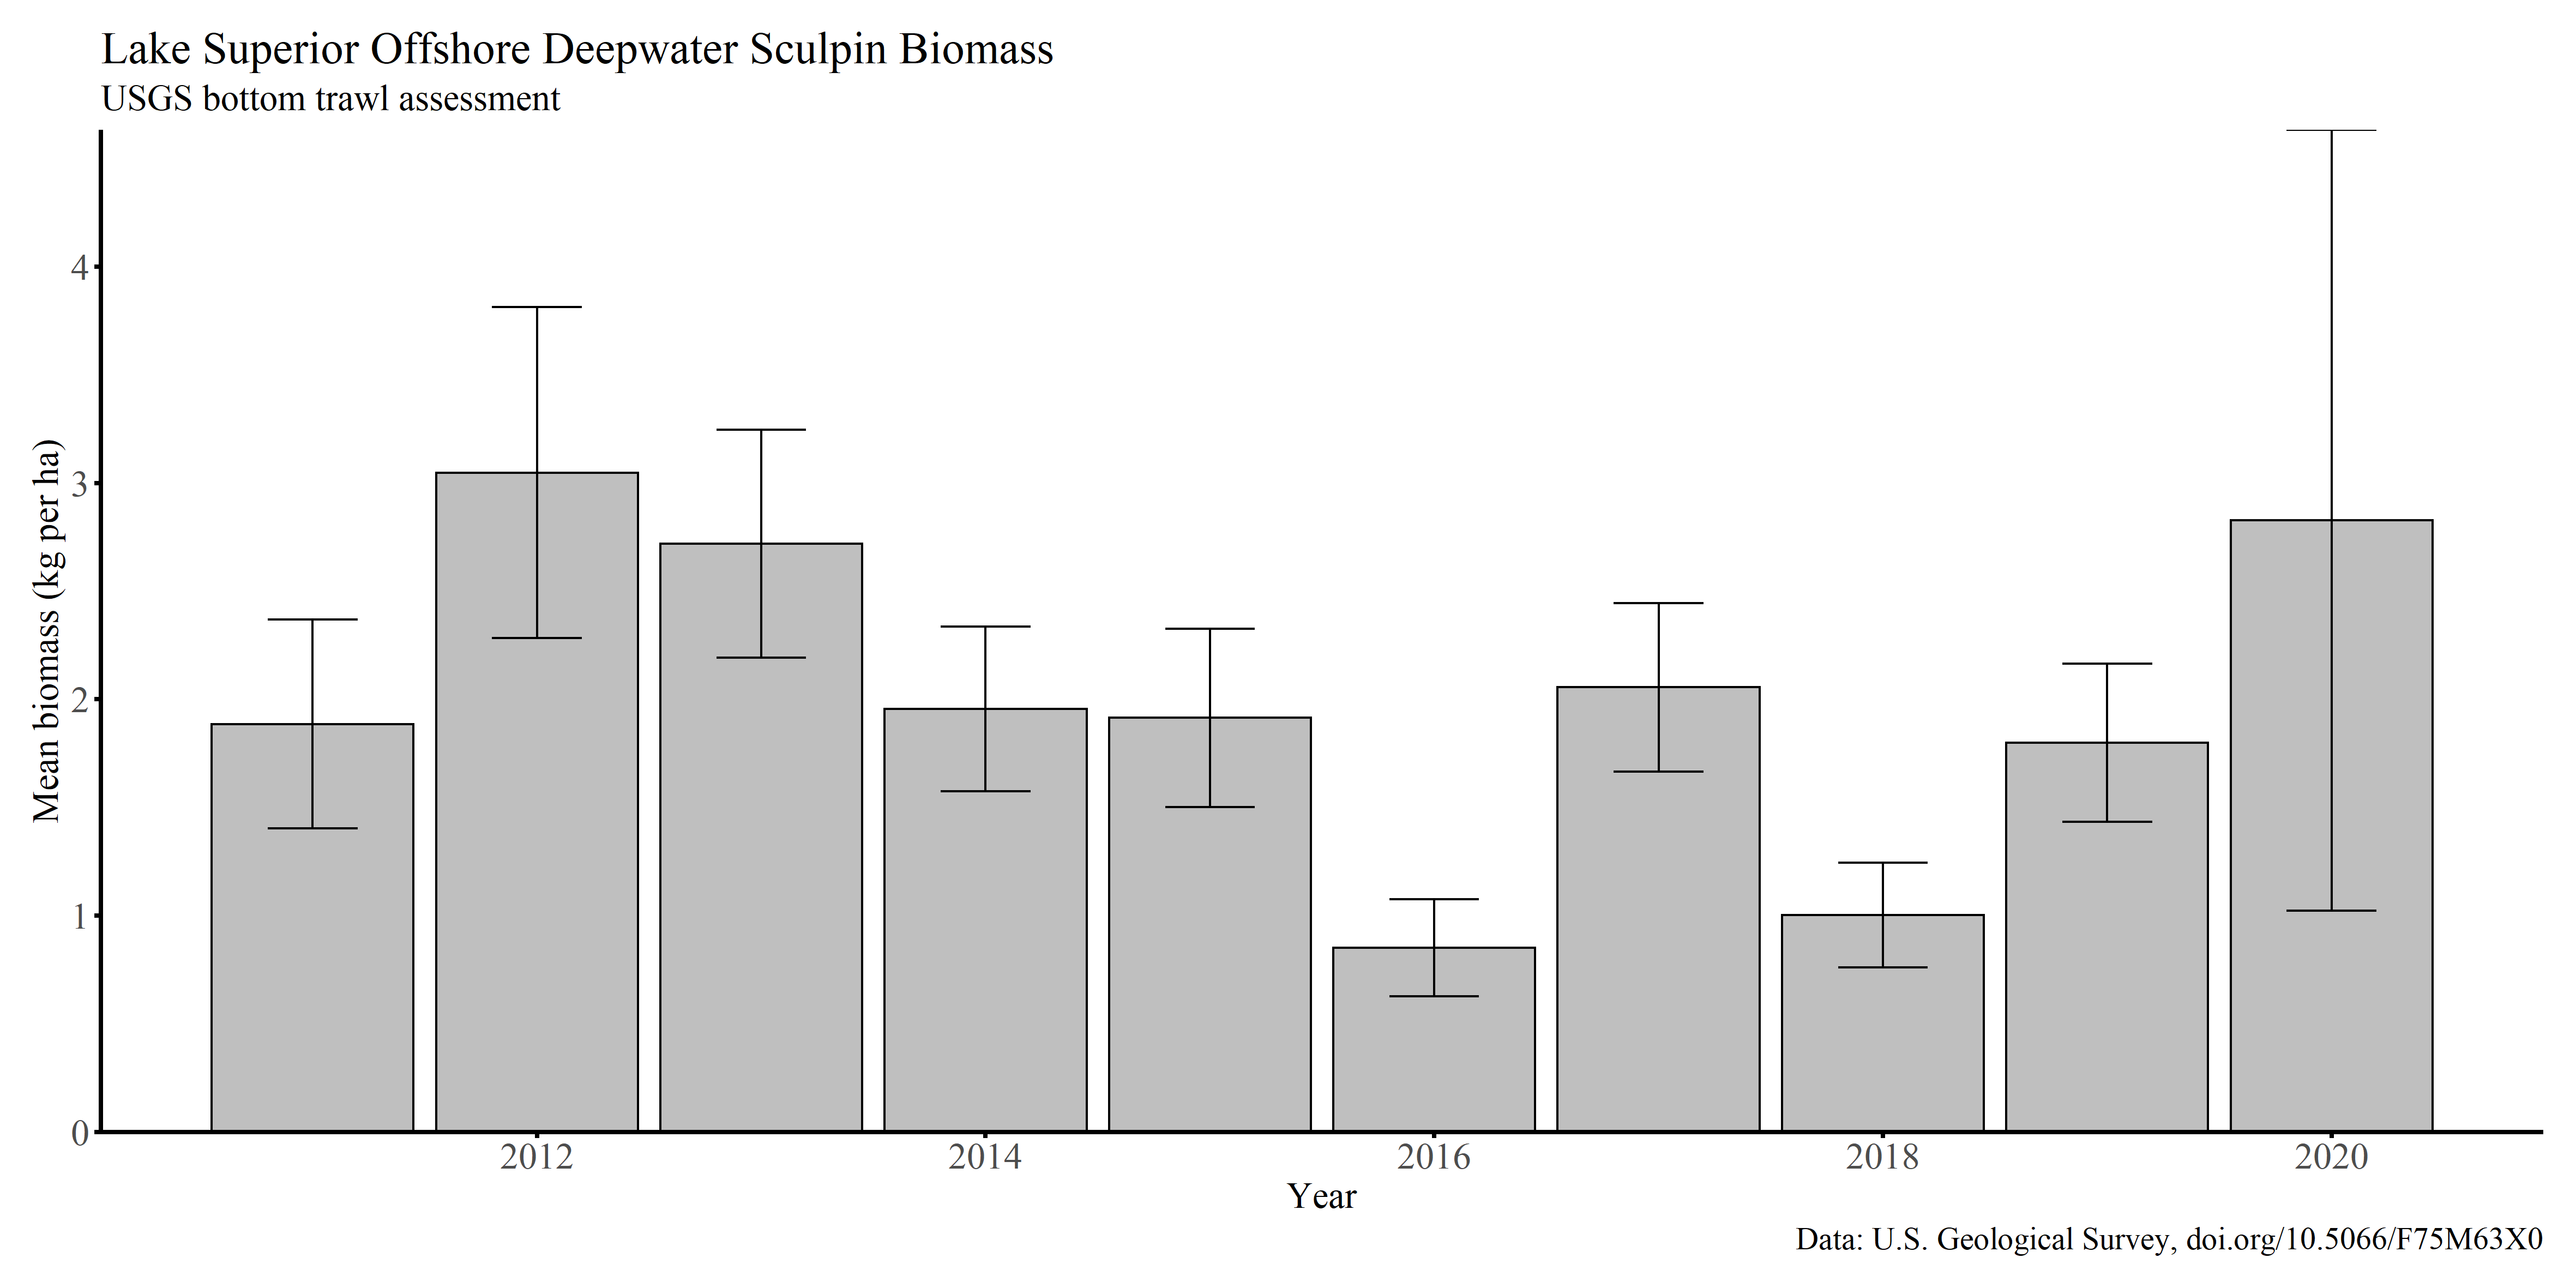 Lake Superior Offshore Deepwater Sculpin Biomass
USGS bottom trawl assessment
Mean biomass (kg per ha)
4
3
2
1
0
2012
2014
2016
2018
2020
Year
Data: U.S. Geological Survey, doi.org/10.5066/F75M63X0